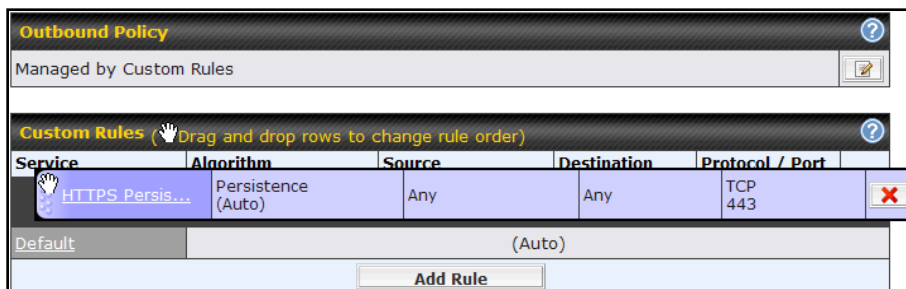 Outbound Policy
Managed by Custom Rules
Custom Rules (Drag and drop rows to change rule order)
Service Algorithm Source Destination Protocol / Port
HTTPS Persis... Persistence (Auto) Any Any TCP 443
Default (Auto)
Add Rule